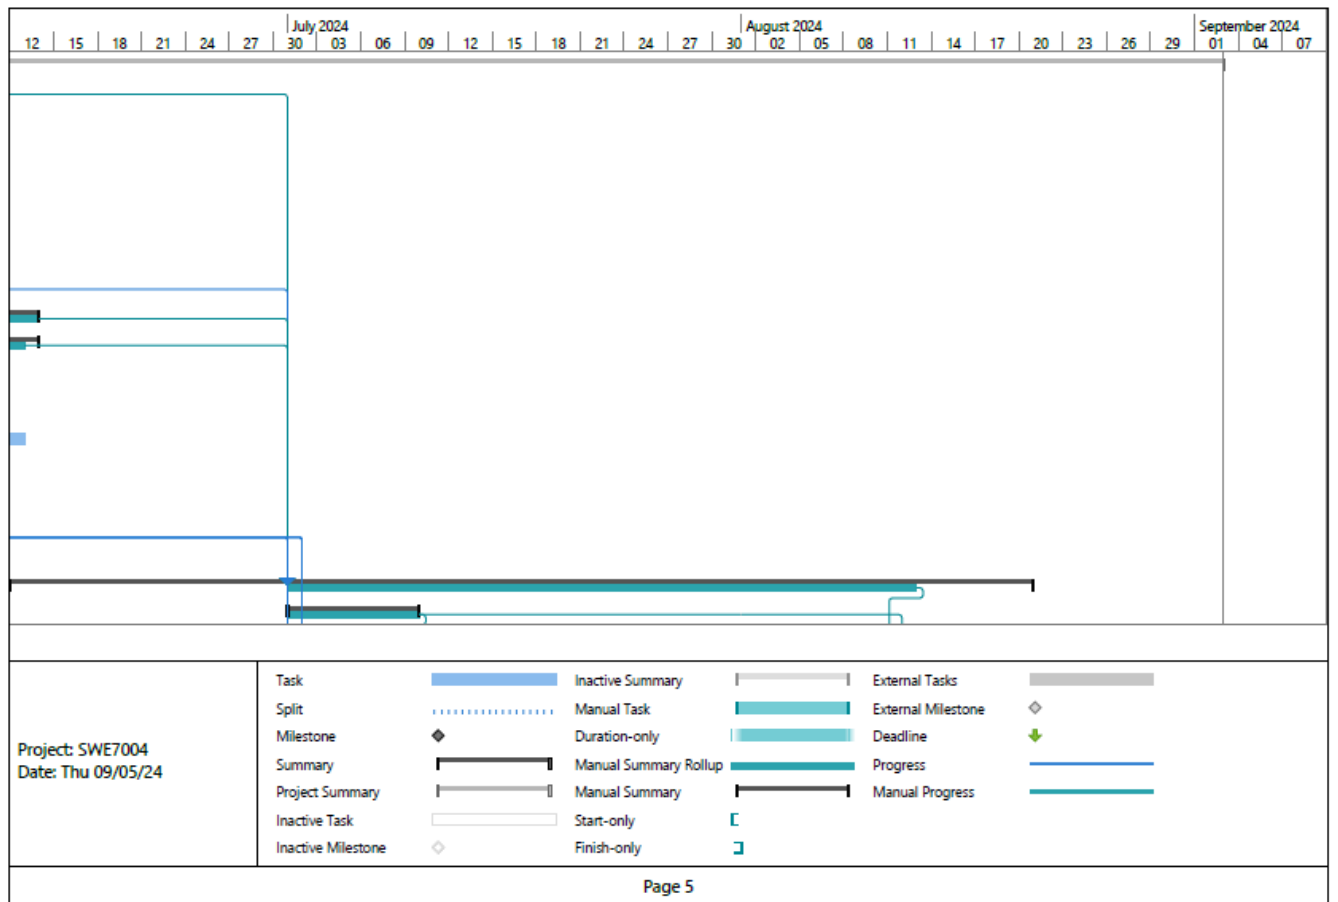 July 2024 August 2024 September 2024
12 15 18 21 24 27 30 03 06 09 12 15 18 21 24 27 30 02 05 08 11 14 17 20 23 26 29 01 04 07
Project: SWE7004
Date: Thu 09/05/24
Task
Split
Milestone
Summary
Project Summary
Inactive Task
Inactive Milestone
Inactive Summary
Manual Task
Duration-only
Manual Summary Rollup
Manual Summary
Start-only
Finish-only
External Tasks
External Milestone
Deadline
Progress
Manual Progress
Page 5